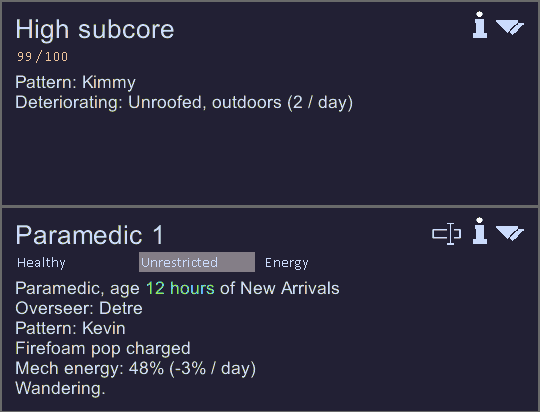 High subcore
99 / 100
Pattern: Kimmy
Deteriorating: Unroofed, outdoors (2 / day)
Paramedic 1
Healthy Unrestricted Energy
Paramedic, age 12 hours of New Arrivals
Overseer: Detre
Pattern: Kevin
Firefoam pop charged
Mech energy: 48% (-3% / day)
Wandering.